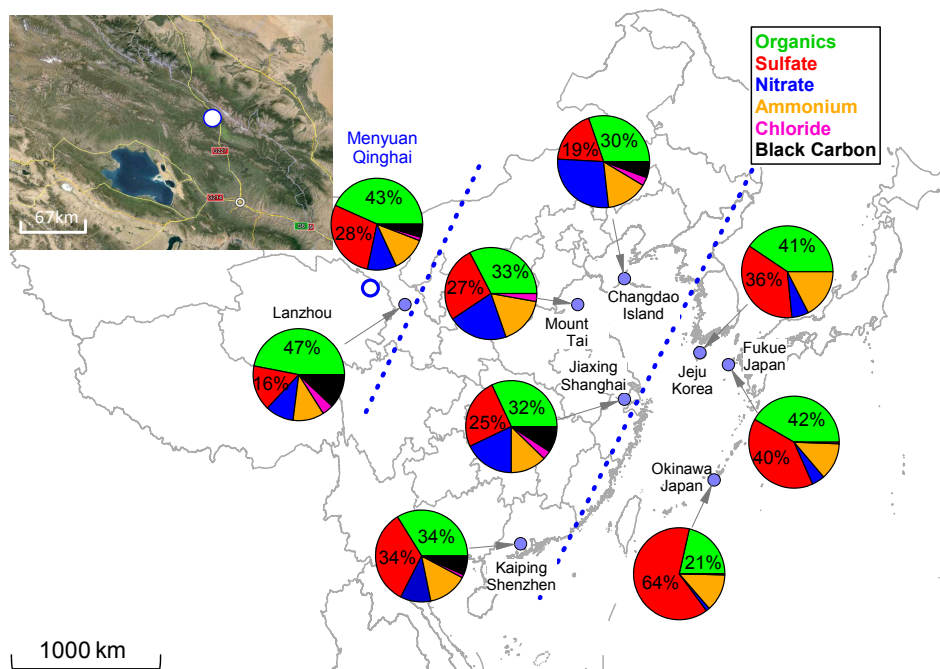 Organics
Sulfate
Nitrate
Ammonium
Chloride
Black Carbon
G227
67km
Menyuan
Qinghai
43%
28%
19%
30%
33%
27%
Mount
Tai
Changdao
Island
41%
36%
Lanzhou
47%
16%
Jiaxing
Shanghai
32%
25%
Jeju
Korea
Fukue
Japan
42%
40%
Okinawa
Japan
21%
64%
34%
34%
Kaiping
Shenzhen
1000 km